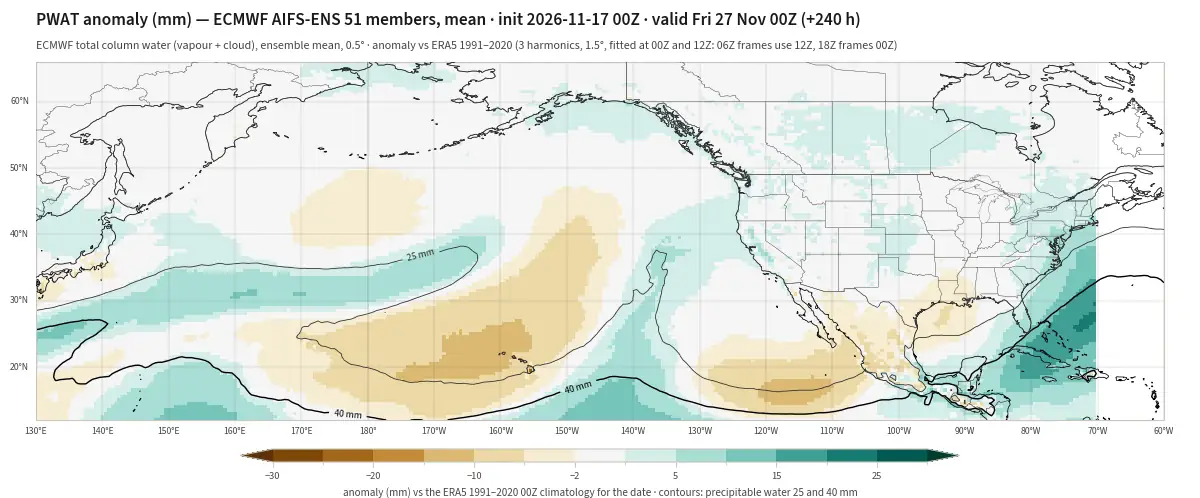 PWAT anomaly (mm) — ECMWF AIFS-ENS 51 members, mean · init 2026-11-17 00Z · valid Fri 27 Nov 00Z (+240 h)
ECMWF total column water (vapour + cloud), ensemble mean, 0.5° · anomaly vs ERA5 1991–2020 (3 harmonics, 1.5°, fitted at 00Z and 12Z: 06Z frames use 12Z, 18Z frames 00Z)
60°N
50°N
40°N
30°N
20°N
25 mm
40 mm
40 mm
130°E 140°E 150°E 160°E 170°E 180° 170°W 160°W 150°W 140°W 130°W 120°W 110°W 100°W 90°W 80°W 70°W 60°W
−30 −20 −10 −2 5 15 25
anomaly (mm) vs the ERA5 1991–2020 00Z climatology for the date · contours: precipitable water 25 and 40 mm